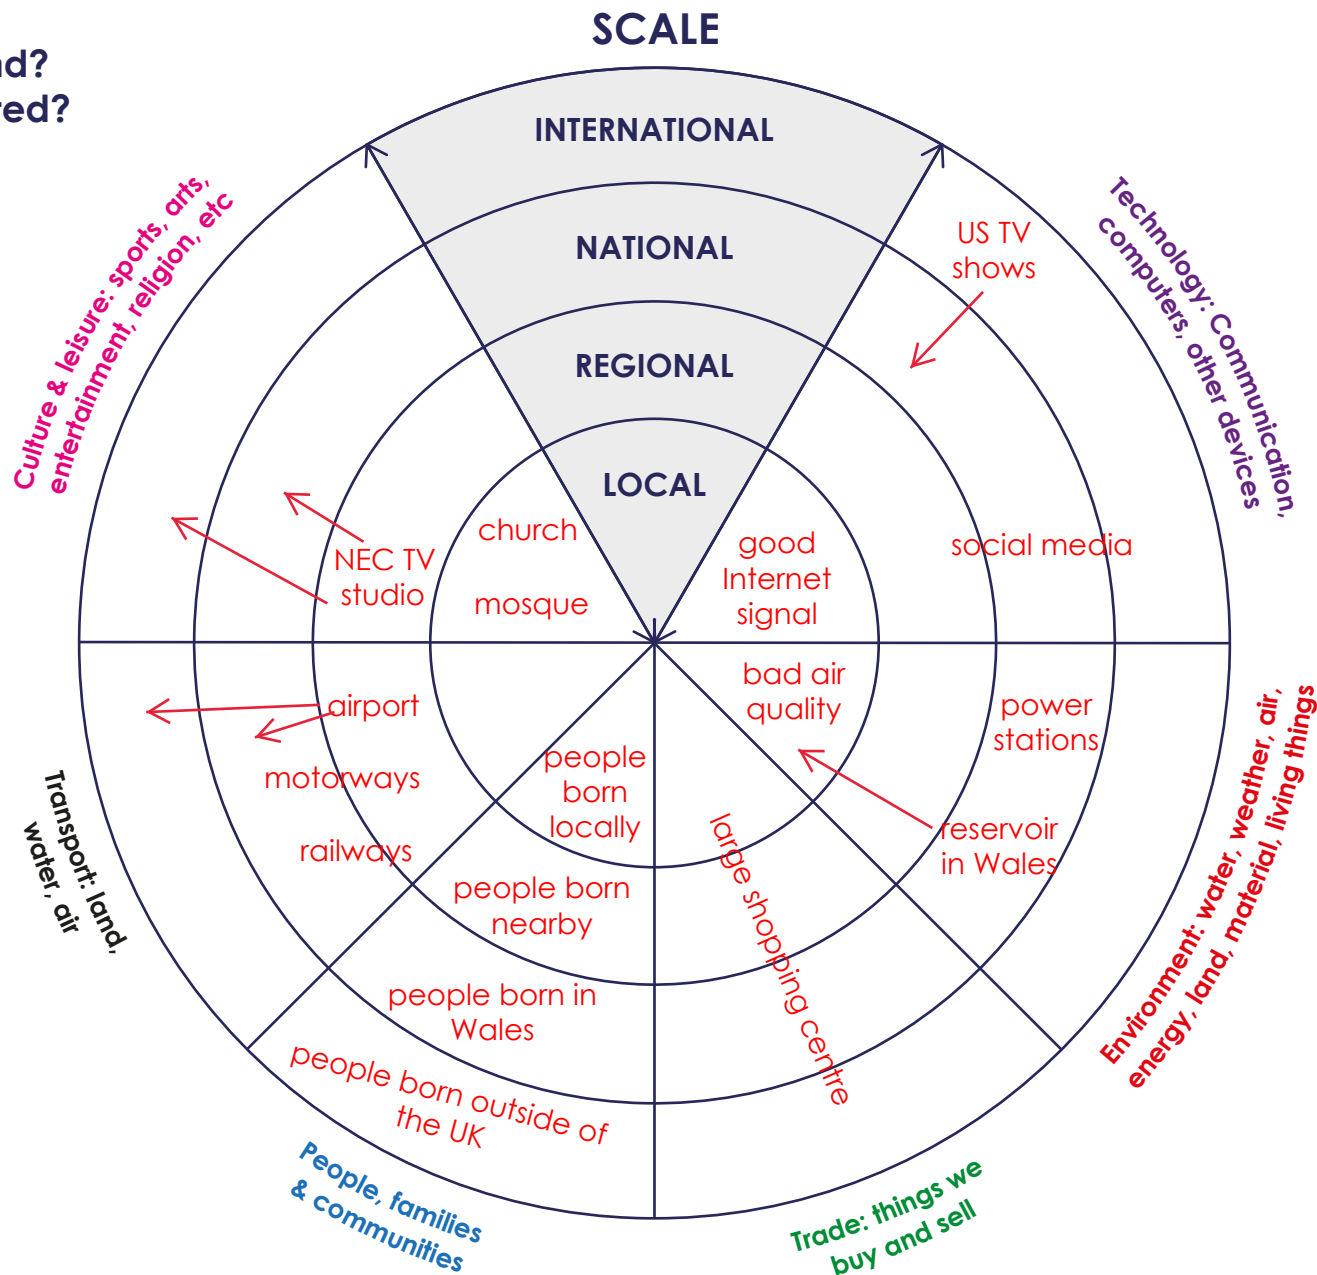 SCALE
INTERNATIONAL
NATIONAL
REGIONAL
LOCAL
Culture & leisure: sports, arts,
entertainment, religion, etc
Technology: Communication,
computers, other devices
US TV
shows
church
mosque
NEC TV
studio
good
Internet
signal
social media
bad air
quality
power
stations
reservoir
in Wales
airport
motorways
railways
people
born
locally
people born
nearby
people born in
Wales
people born outside of
the UK
large shopping centre
Transport: land,
water, air
Environment: water, weather, air,
energy, land, material, living things
People, families
& communities
Trade: things we
buy and sell